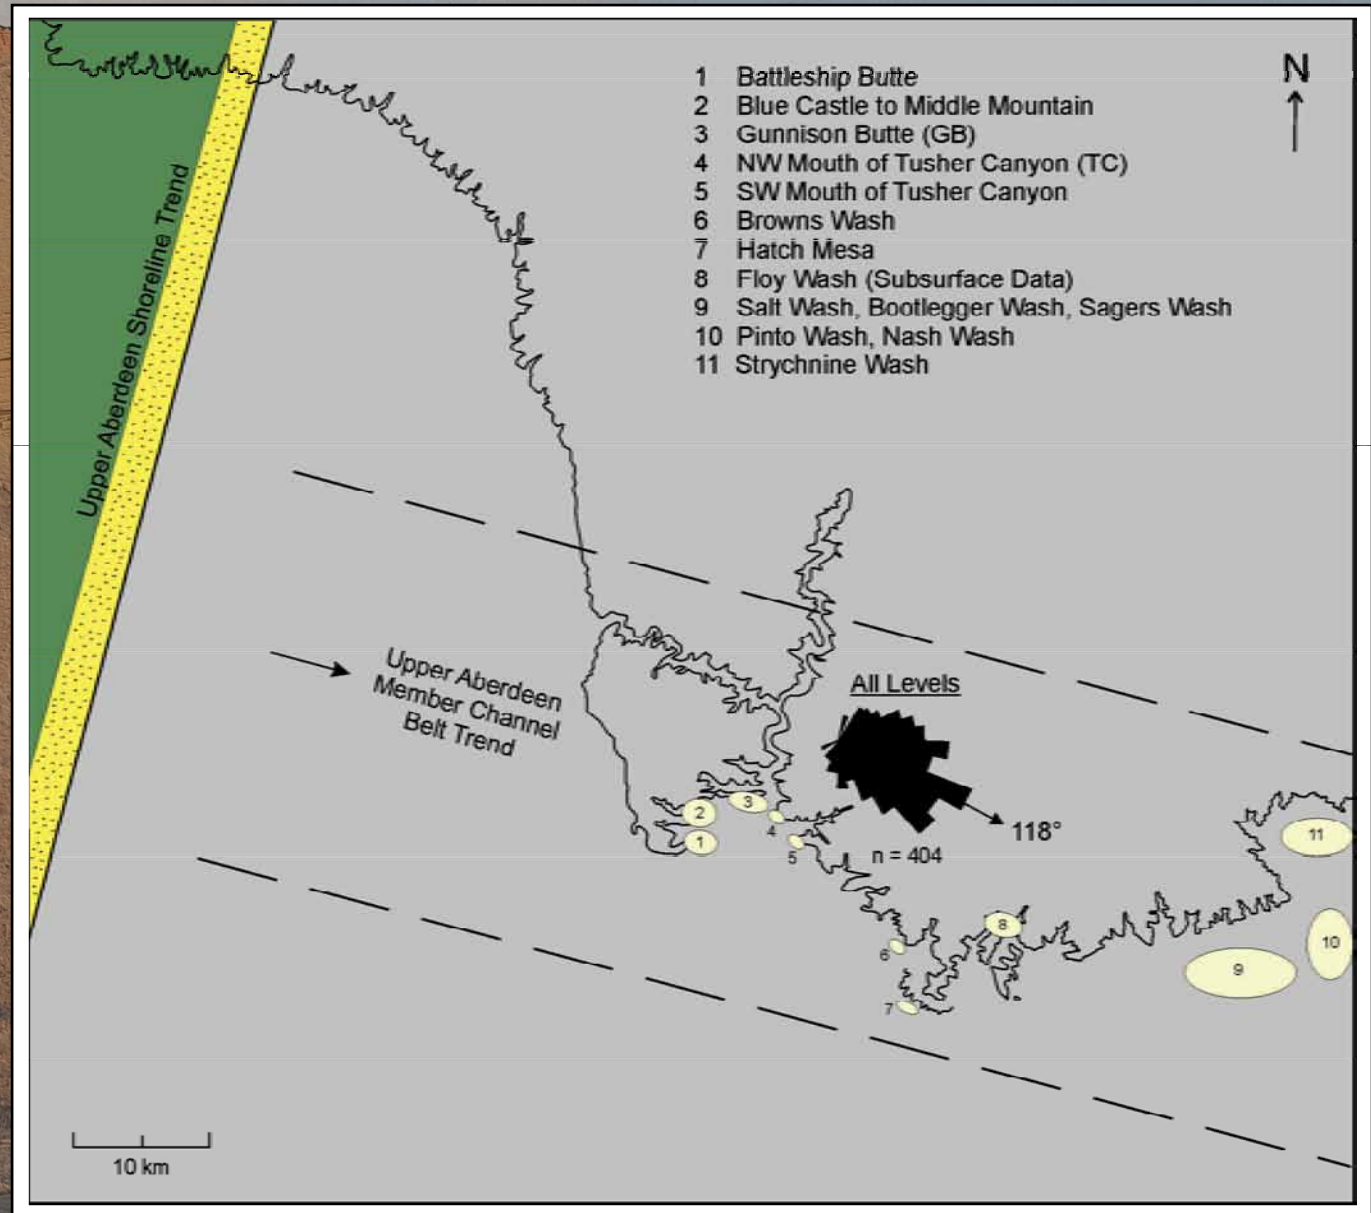 N
1 Battleship Butte
2 Blue Castle to Middle Mountain
3 Gunnison Butte (GB)
4 NW Mouth of Tusher Canyon (TC)
5 SW Mouth of Tusher Canyon
6 Browns Wash
7 Hatch Mesa
8 Floy Wash (Subsurface Data)
9 Salt Wash, Bootlegger Wash, Sagers Wash
10 Pinto Wash, Nash Wash
11 Strychnine Wash
Upper Aberdeen Shoreline Trend
Upper Aberdeen
Member Channel
Belt Trend
All Levels
118°
n = 404
2
3
4
1
5
11
6
8
10
9
7
10 km